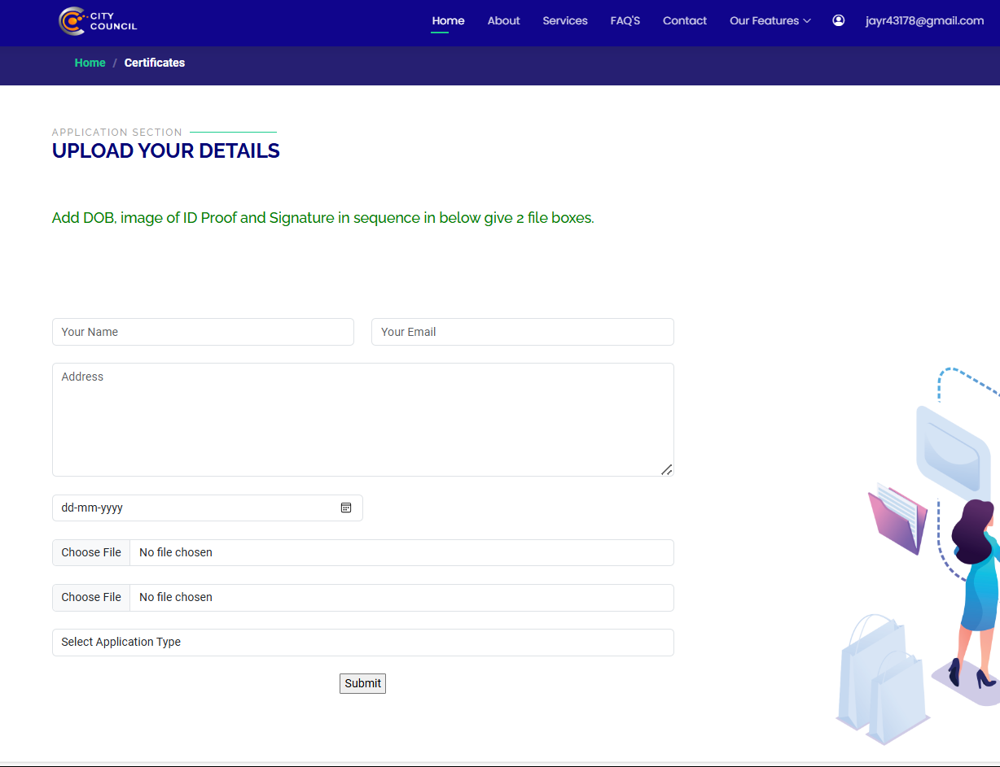 CITY
COUNCIL
Home About Services FAQ'S Contact Our Features jayr43178@gmail.com
Home / Certificates
APPLICATION SECTION
UPLOAD YOUR DETAILS
Add DOB, image of ID Proof and Signature in sequence in below give 2 file boxes.
Your Name Your Email
Address
dd-mm-yyyy
Choose File No file chosen
Choose File No file chosen
Select Application Type
Submit